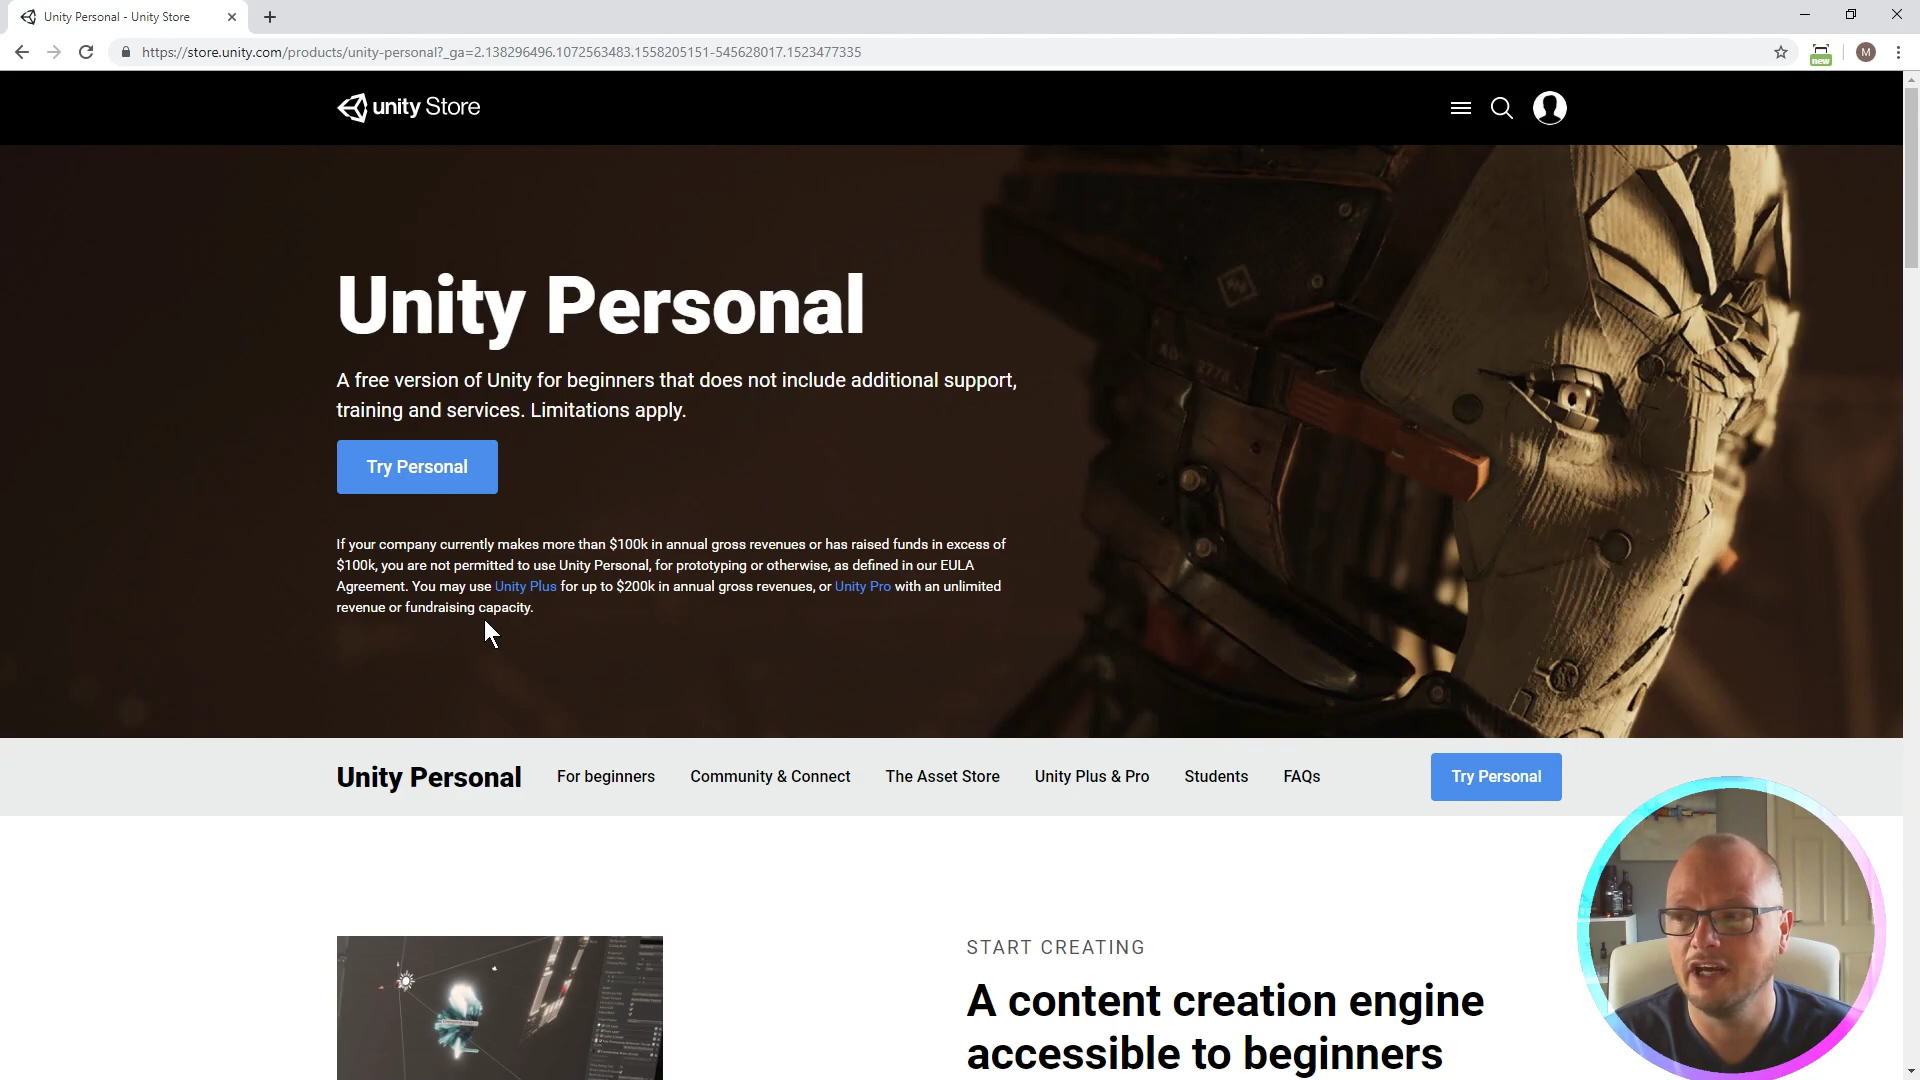 Unity Personal - Unity Store
https://store.unity.com/products/unity-personal?_ga=2.138296496.1072563483.1558205151-545628017.1523477335
new
M
unity Store
Unity Personal
A free version of Unity for beginners that does not include additional support,
training and services. Limitations apply.
Try Personal
If your company currently makes more than $100k in annual gross revenues or has raised funds in excess of
$100k, you are not permitted to use Unity Personal, for prototyping or otherwise, as defined in our EULA
Agreement. You may use Unity Plus for up to $200k in annual gross revenues, or Unity Pro with an unlimited
revenue or fundraising capacity.
Unity Personal
For beginners
Community & Connect
The Asset Store
Unity Plus & Pro
Students
FAQs
Try Personal
START CREATING
A content creation engine
accessible to beginners